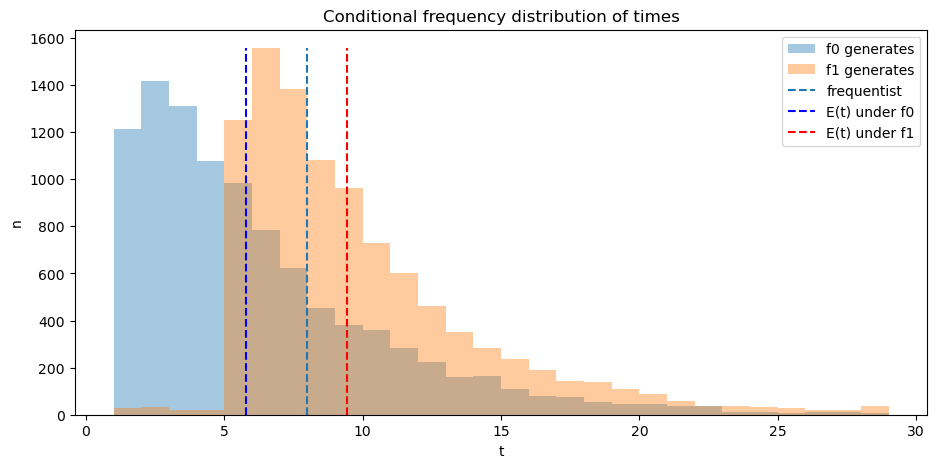 Conditional frequency distribution of times
f0 generates
f1 generates
frequentist
E(t) under f0
E(t) under f1
n
1600
1400
1200
1000
800
600
400
200
0
0 5 10 15 20 25 30
t